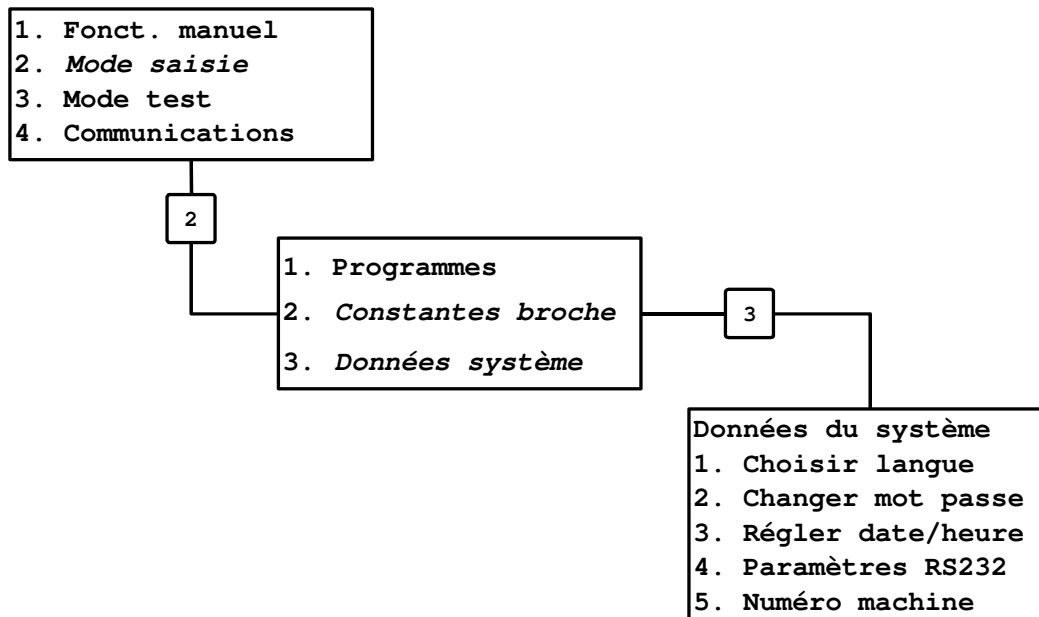 1. Fonct. manuel
2. Mode saisie
3. Mode test
4. Communications
2
1. Programmes
2. Constantes broche
3. Données système
3
Données du système
1. Choisir langue
2. Changer mot passe
3. Régler date/heure
4. Paramètres RS232
5. Numéro machine